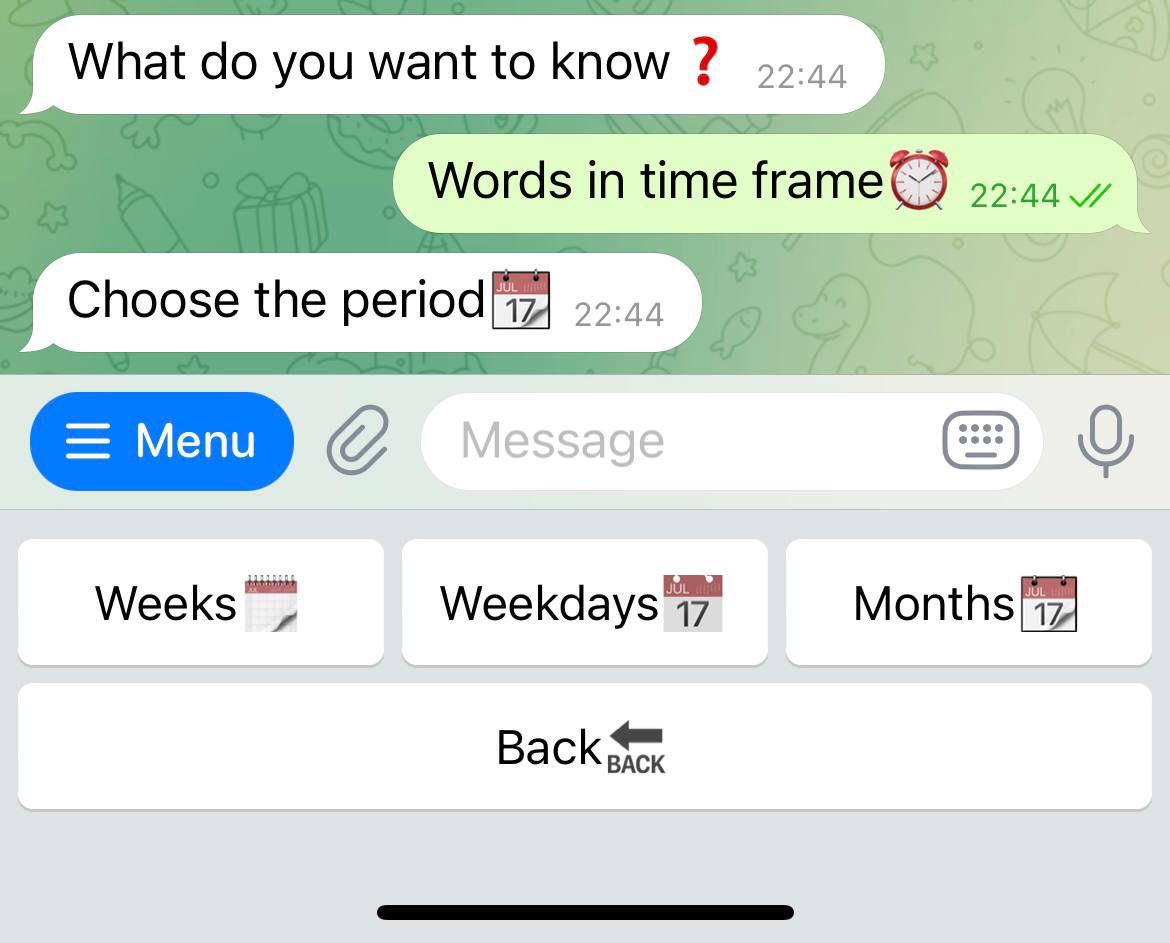 What do you want to know❓ 22:44
Words in time frame⏰ 22:44
Choose the period📅 22:44
Menu
Message
Weeks🗓 Weekdays📅 Months📆
Back🔙